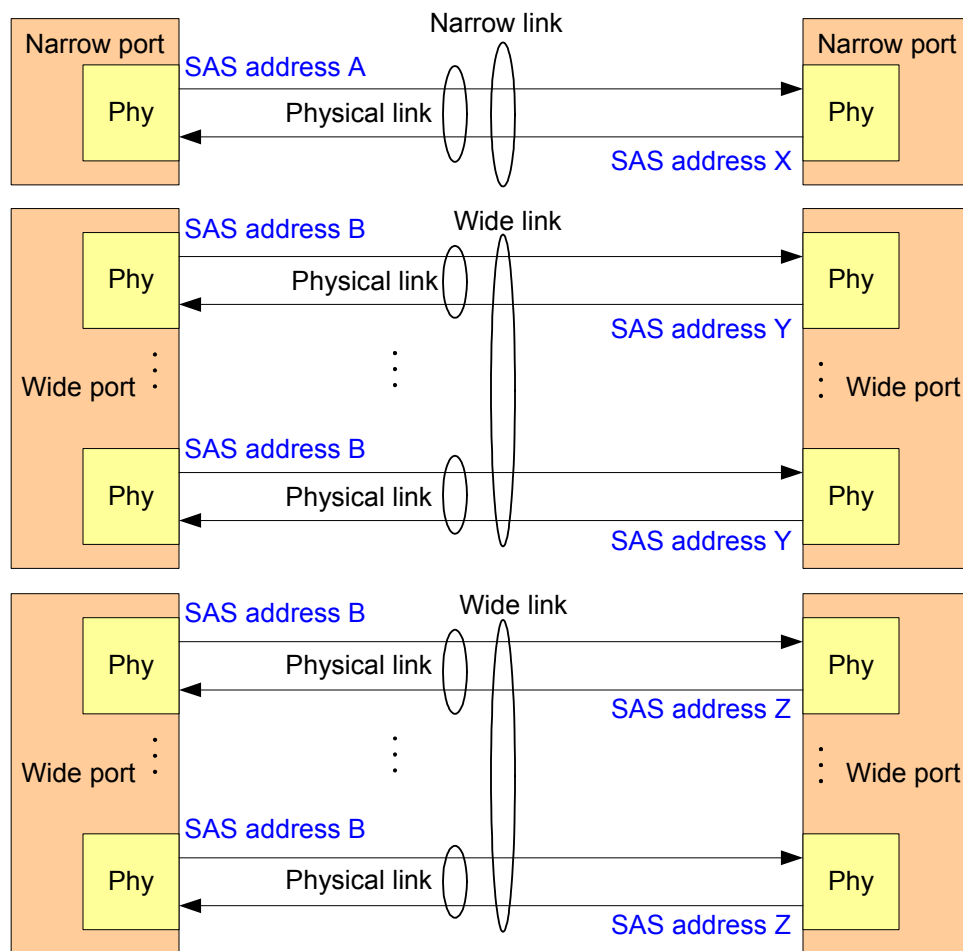 Narrow link
Narrow port
Narrow port
SAS address A
Phy
Physical link
Phy
SAS address X
SAS address B
Wide link
Phy
Physical link
Phy
SAS address Y
Wide port
Wide port
SAS address B
Phy
Physical link
Phy
SAS address Y
SAS address B
Wide link
Phy
Physical link
Phy
SAS address Z
Wide port
Wide port
SAS address B
Phy
Physical link
Phy
SAS address Z